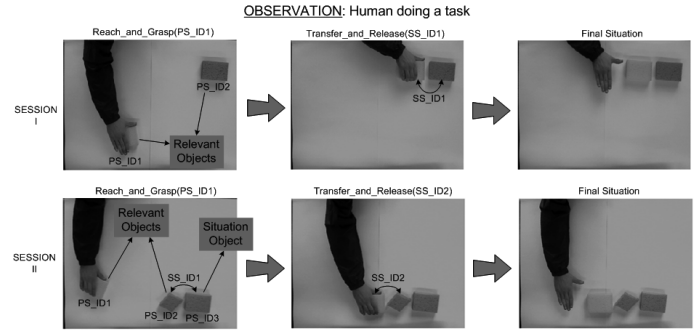 OBSERVATION: Human doing a task
Reach_and_Grasp(PS_ID1)
Transfer_and_Release(SS_ID1)
Final Situation
SESSION
I
PS_ID2
SS_ID1
Relevant
Objects
PS_ID1
Reach_and_Grasp(PS_ID1)
Transfer_and_Release(SS_ID2)
Final Situation
SESSION
II
Relevant
Objects
Situation
Object
SS_ID1
SS_ID2
PS_ID1
PS_ID2
PS_ID3